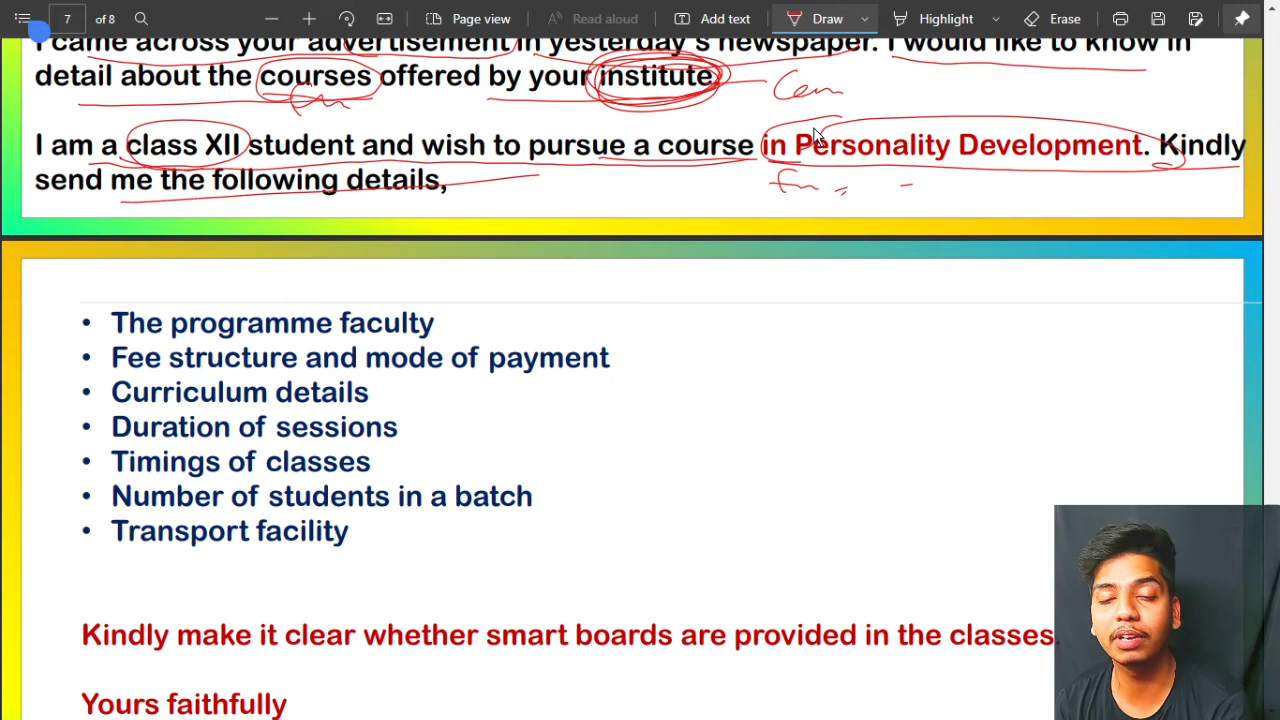 7 of 8
Page view
Read aloud
Add text
Draw
Highlight
Erase
I came across your advertisement in yesterday's newspaper. I would like to know in
detail about the courses offered by your institute.
I am a class XII student and wish to pursue a course in Personality Development. Kindly
send me the following details,
• The programme faculty
• Fee structure and mode of payment
• Curriculum details
• Duration of sessions
• Timings of classes
• Number of students in a batch
• Transport facility
Kindly make it clear whether smart boards are provided in the classes.
Yours faithfully